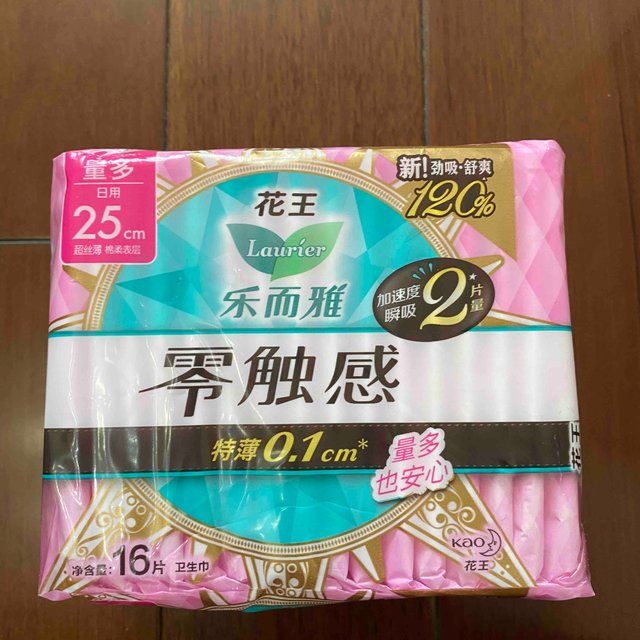 量多
日用
25cm
超丝薄 棉柔表层
花王
Laurier
乐而雅
新!劲吸·舒爽
120%
加速度
瞬吸
2*片量
零触感
特薄0.1cm*
量多
也安心
花王
净含量:16片 卫生巾
Kao
花王